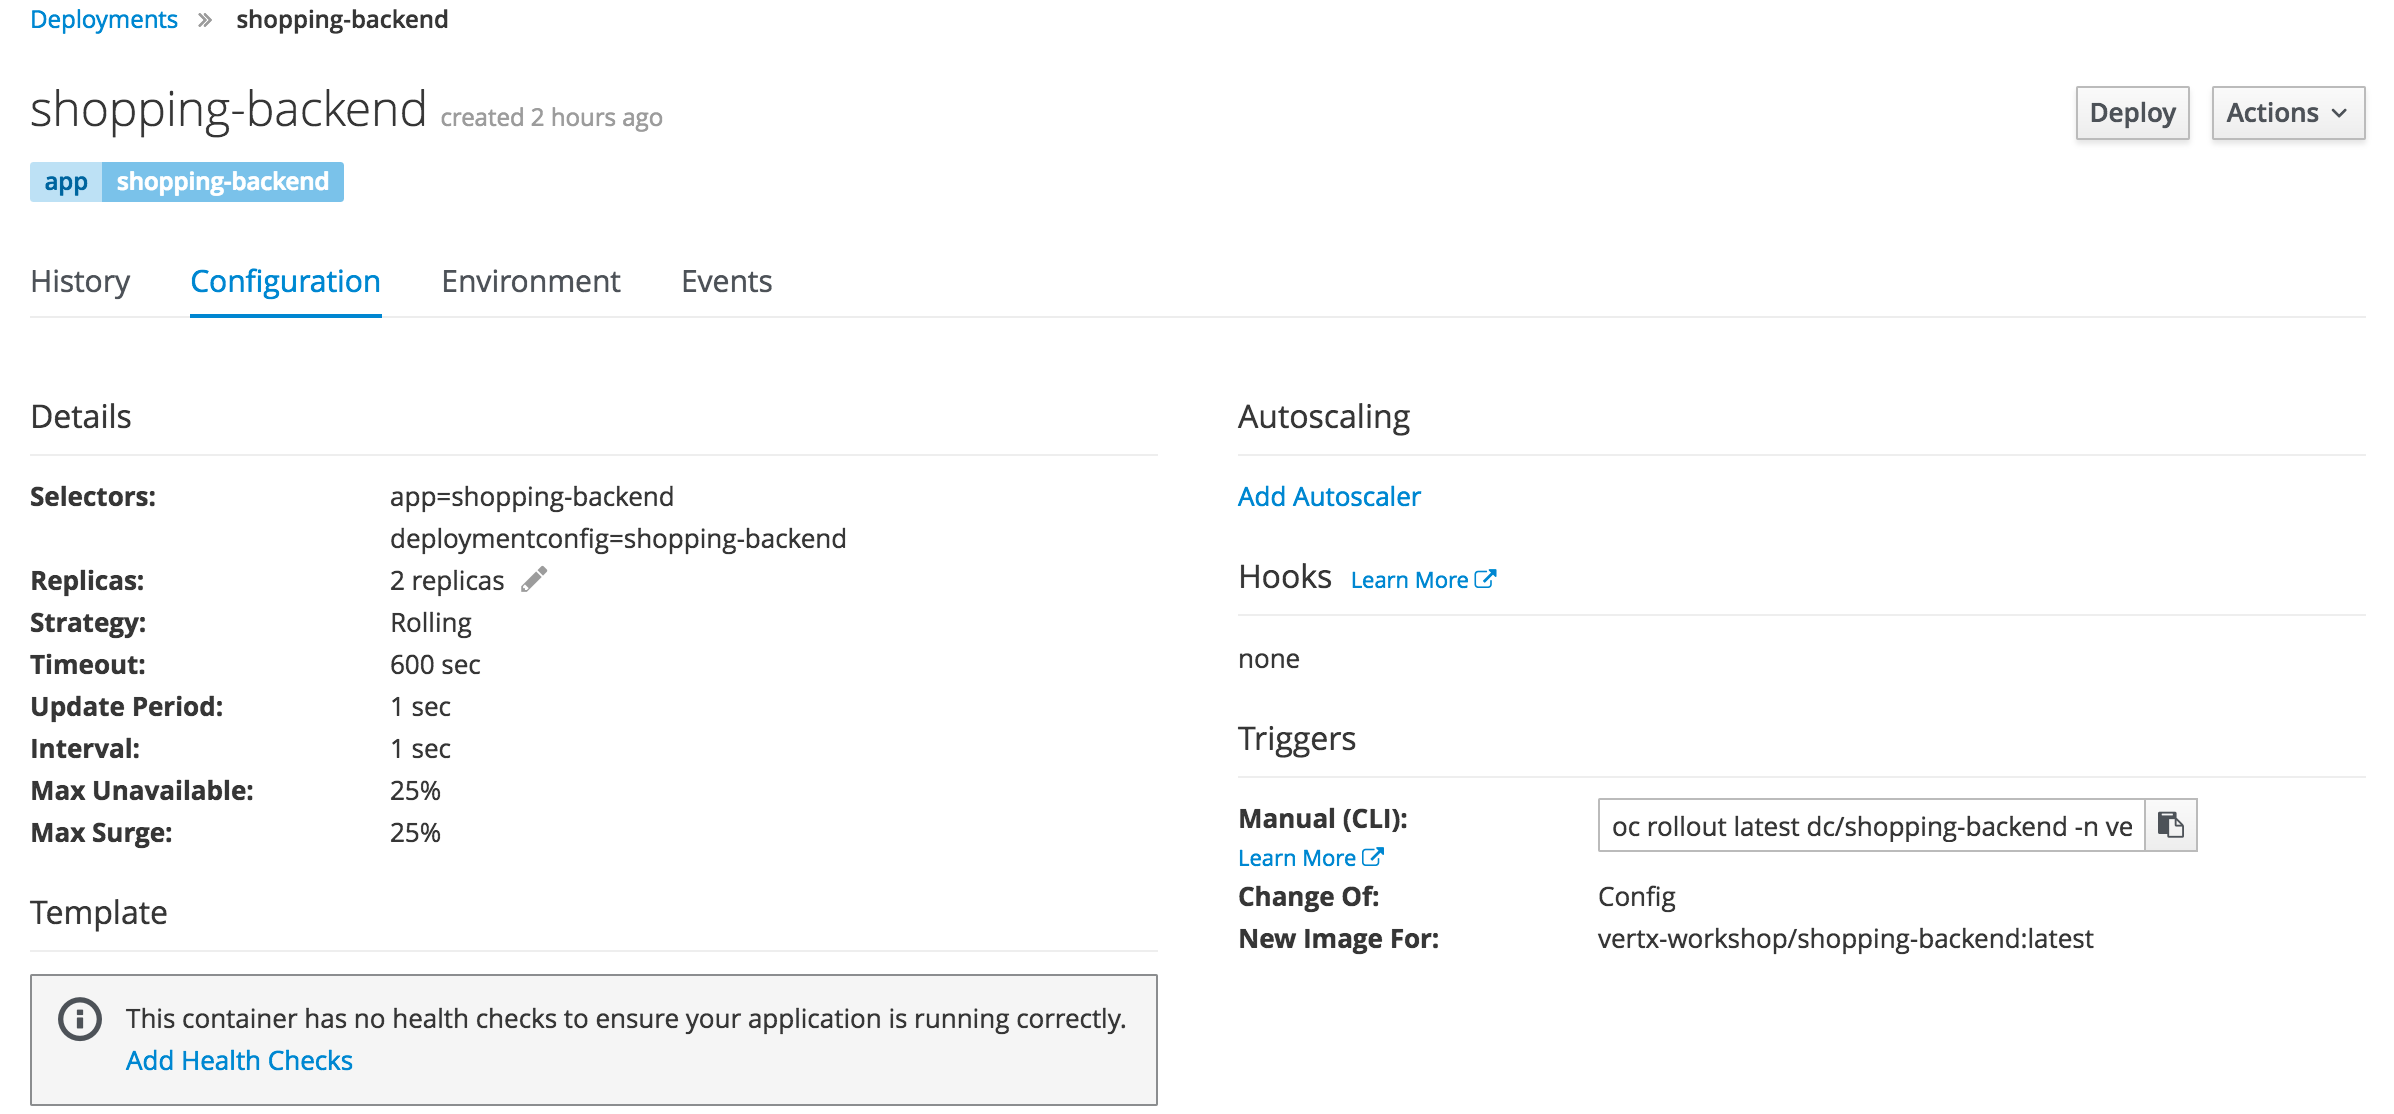 Deployments » shopping-backend
shopping-backend created 2 hours ago
Deploy
Actions
app shopping-backend
History Configuration Environment Events
Details
Selectors: app=shopping-backend
deploymentconfig=shopping-backend
Replicas: 2 replicas
Strategy: Rolling
Timeout: 600 sec
Update Period: 1 sec
Interval: 1 sec
Max Unavailable: 25%
Max Surge: 25%
Template
This container has no health checks to ensure your application is running correctly.
Add Health Checks
Autoscaling
Add Autoscaler
Hooks Learn More
none
Triggers
Manual (CLI): oc rollout latest dc/shopping-backend -n ve
Learn More
Change Of: Config
New Image For: vertx-workshop/shopping-backend:latest